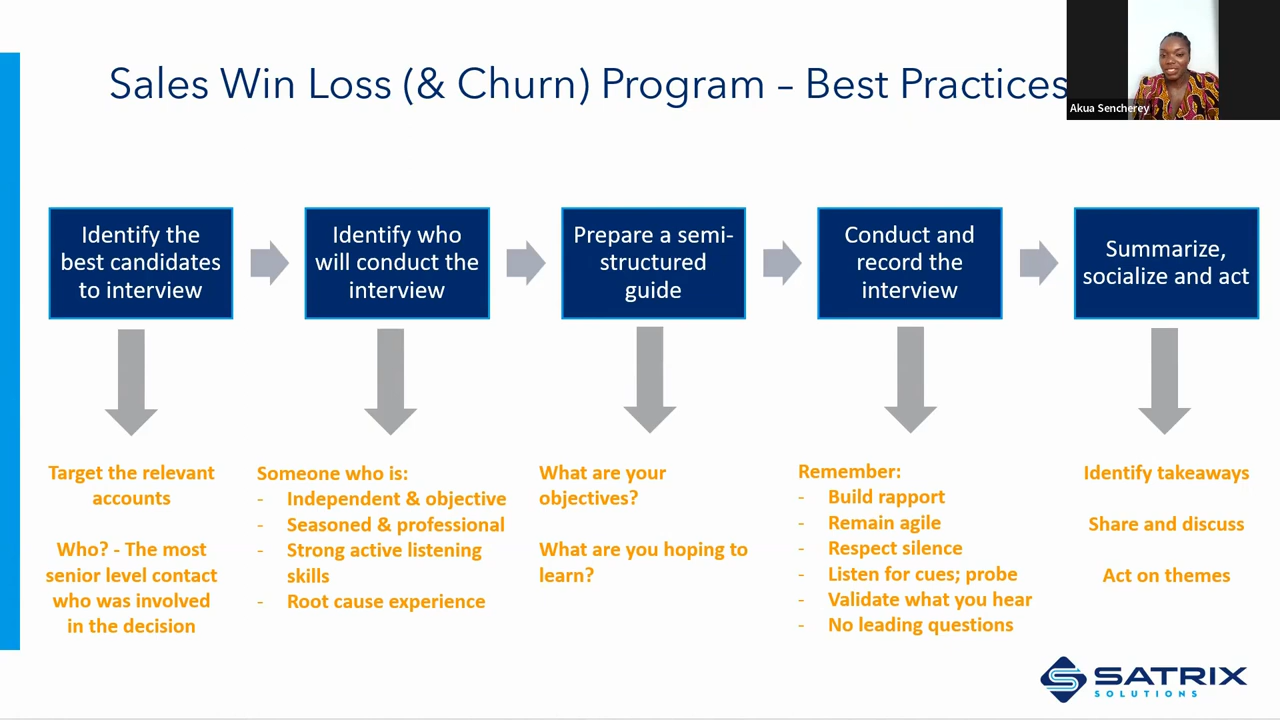 Sales Win Loss (& Churn) Program – Best Practices
Akua Sencherey
Identify the
best candidates
to interview
Identify who
will conduct the
interview
Prepare a semi-
structured
guide
Conduct and
record the
interview
Summarize,
socialize and act
Target the relevant
accounts
Who? - The most
senior level contact
who was involved
in the decision
Someone who is:
- Independent & objective
- Seasoned & professional
- Strong active listening
skills
- Root cause experience
What are your
objectives?
What are you hoping to
learn?
Remember:
- Build rapport
- Remain agile
- Respect silence
- Listen for cues; probe
- Validate what you hear
- No leading questions
Identify takeaways
Share and discuss
Act on themes
SATRIX
SOLUTIONS